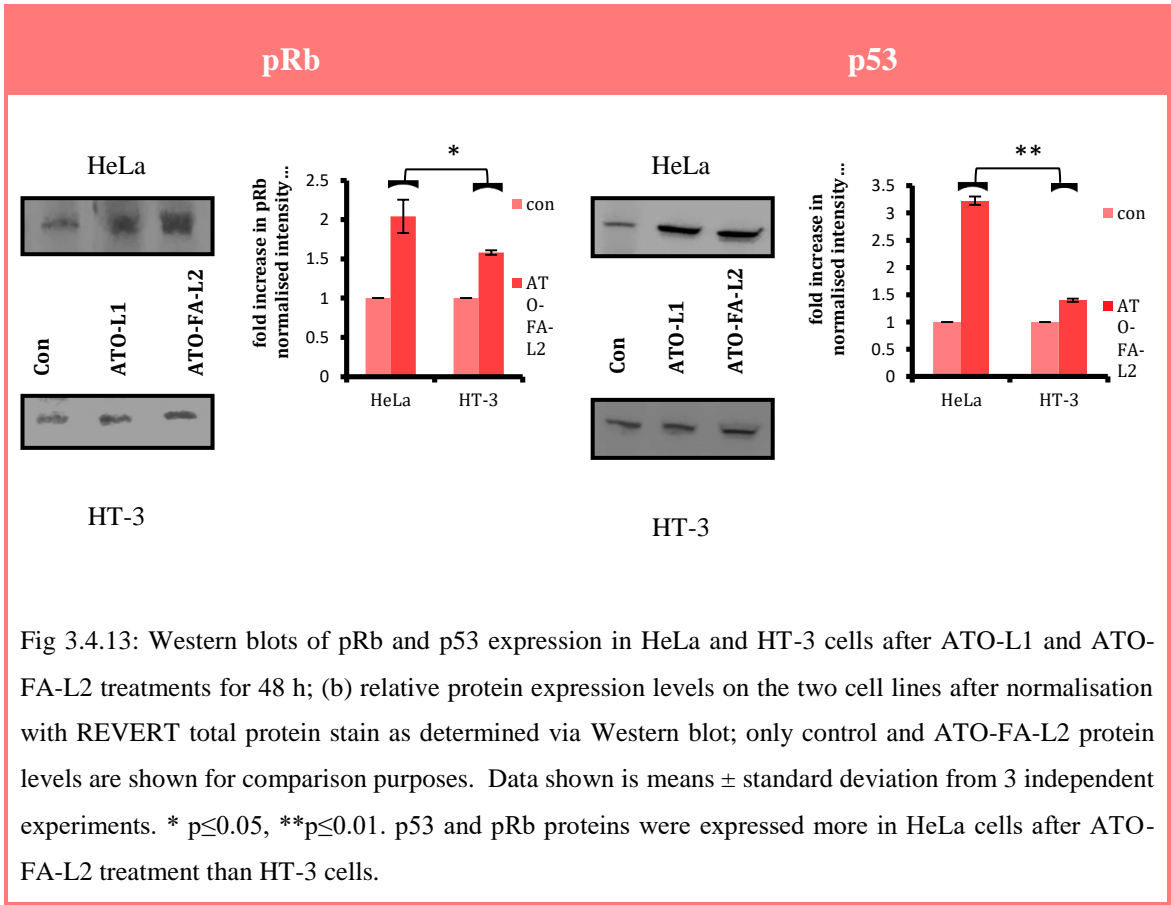 pRb
p53
HeLa
Con
ATO-L1
ATO-FA-L2
HT-3
fold increase in pRb
normalised intensity...
2.5
2
1.5
1
0.5
0
HeLa
HT-3
*
con
AT
O-
FA-
L2
HeLa
Con
ATO-L1
ATO-FA-L2
HT-3
fold increase in
normalised intensity...
3.5
3
2.5
2
1.5
1
0.5
0
HeLa
HT-3
**
con
AT
O-
FA-
L2
Fig 3.4.13: Western blots of pRb and p53 expression in HeLa and HT-3 cells after ATO-L1 and ATO-
FA-L2 treatments for 48 h; (b) relative protein expression levels on the two cell lines after normalisation
with REVERT total protein stain as determined via Western blot; only control and ATO-FA-L2 protein
levels are shown for comparison purposes. Data shown is means ± standard deviation from 3 independent
experiments. * p≤0.05, **p≤0.01. p53 and pRb proteins were expressed more in HeLa cells after ATO-
FA-L2 treatment than HT-3 cells.